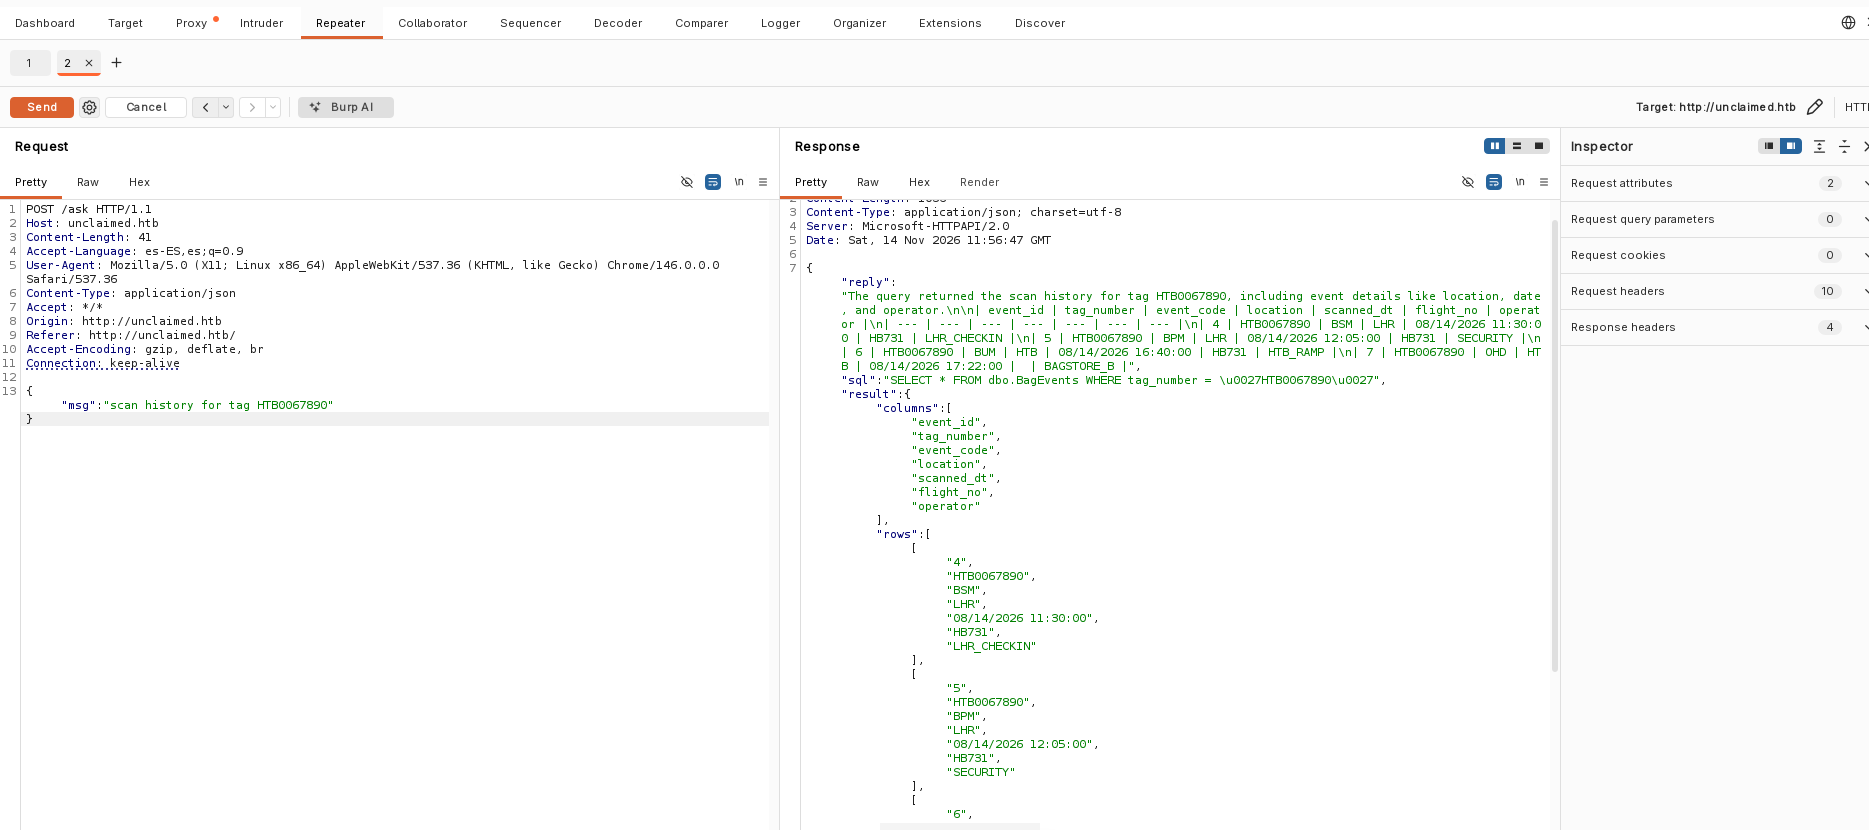 Dashboard Target Proxy Intruder Repeater Collaborator Sequencer Decoder Comparer Logger Organizer Extensions Discover
1 2 × +
Send Cancel < > Burp AI Target: http://unclaimed.htb
Request
Pretty Raw Hex \n
1 POST /ask HTTP/1.1
2 Host: unclaimed.htb
3 Content-Length: 41
4 Accept-Language: es-ES,es;q=0.9
5 User-Agent: Mozilla/5.0 (X11; Linux x86_64) AppleWebKit/537.36 (KHTML, like Gecko) Chrome/146.0.0.0
Safari/537.36
6 Content-Type: application/json
7 Accept: */*
8 Origin: http://unclaimed.htb
9 Referer: http://unclaimed.htb/
10 Accept-Encoding: gzip, deflate, br
11 Connection: keep-alive
12
13 {
"msg":"scan history for tag HTB0067890"
}
Response
Pretty Raw Hex Render \n
3 Content-Type: application/json; charset=utf-8
4 Server: Microsoft-HTTPAPI/2.0
5 Date: Sat, 14 Nov 2026 11:56:47 GMT
6
7 {
"reply":
"The query returned the scan history for tag HTB0067890, including event details like location, date
, and operator.\n\n| event_id | tag_number | event_code | location | scanned_dt | flight_no | operat
or |\n| --- | --- | --- | --- | --- | --- | --- |\n| 4 | HTB0067890 | BSM | LHR | 08/14/2026 11:30:0
0 | HB731 | LHR_CHECKIN |\n| 5 | HTB0067890 | BPM | LHR | 08/14/2026 12:05:00 | HB731 | SECURITY |\n
| 6 | HTB0067890 | BUM | HTB | 08/14/2026 16:40:00 | HB731 | HTB_RAMP |\n| 7 | HTB0067890 | OHD | HT
B | 08/14/2026 17:22:00 |  | BAGSTORE_B |",
"sql":"SELECT * FROM dbo.BagEvents WHERE tag_number = \u0027HTB0067890\u0027",
"result":{
"columns":[
"event_id",
"tag_number",
"event_code",
"location",
"scanned_dt",
"flight_no",
"operator"
],
"rows":[
[
"4",
"HTB0067890",
"BSM",
"LHR",
"08/14/2026 11:30:00",
"HB731",
"LHR_CHECKIN"
],
[
"5",
"HTB0067890",
"BPM",
"LHR",
"08/14/2026 12:05:00",
"HB731",
"SECURITY"
],
[
"6",
Inspector
Request attributes 2
Request query parameters 0
Request cookies 0
Request headers 10
Response headers 4